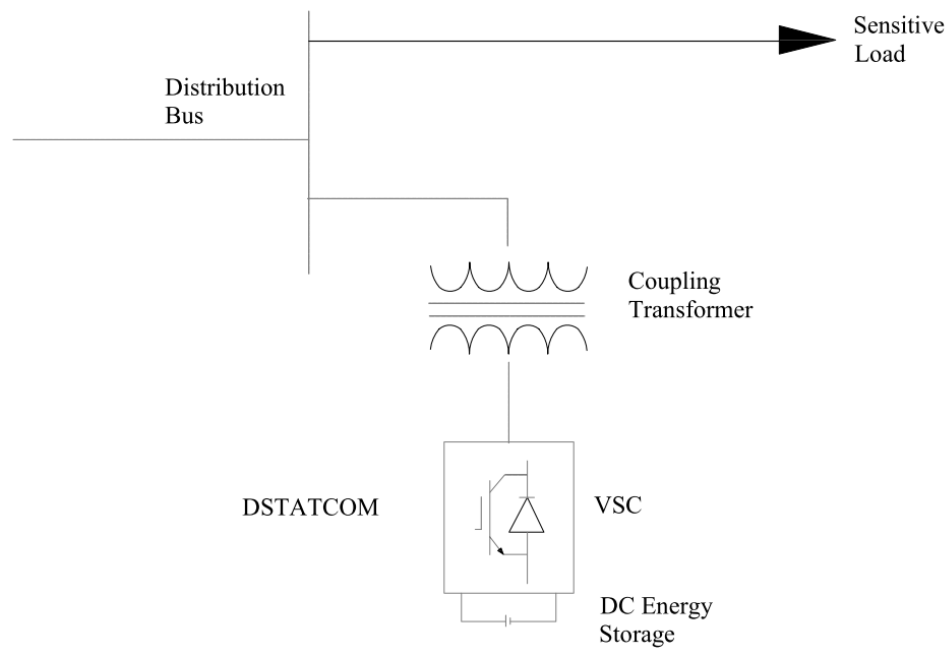 Sensitive
Load
Distribution
Bus
Coupling
Transformer
DSTATCOM
VSC
DC Energy
Storage